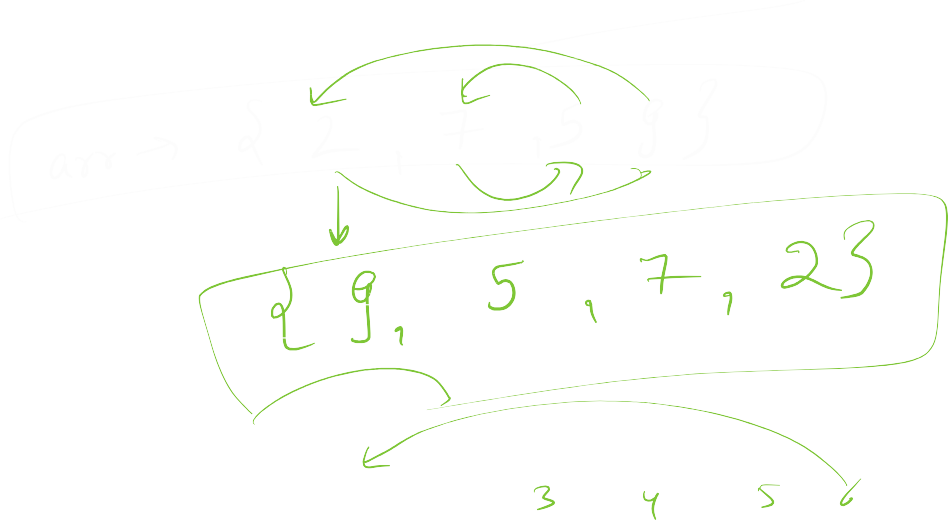 arr → { 2, 7, 5, 9 }
{ 9, 5, 7, 2 }
3 4 5 6